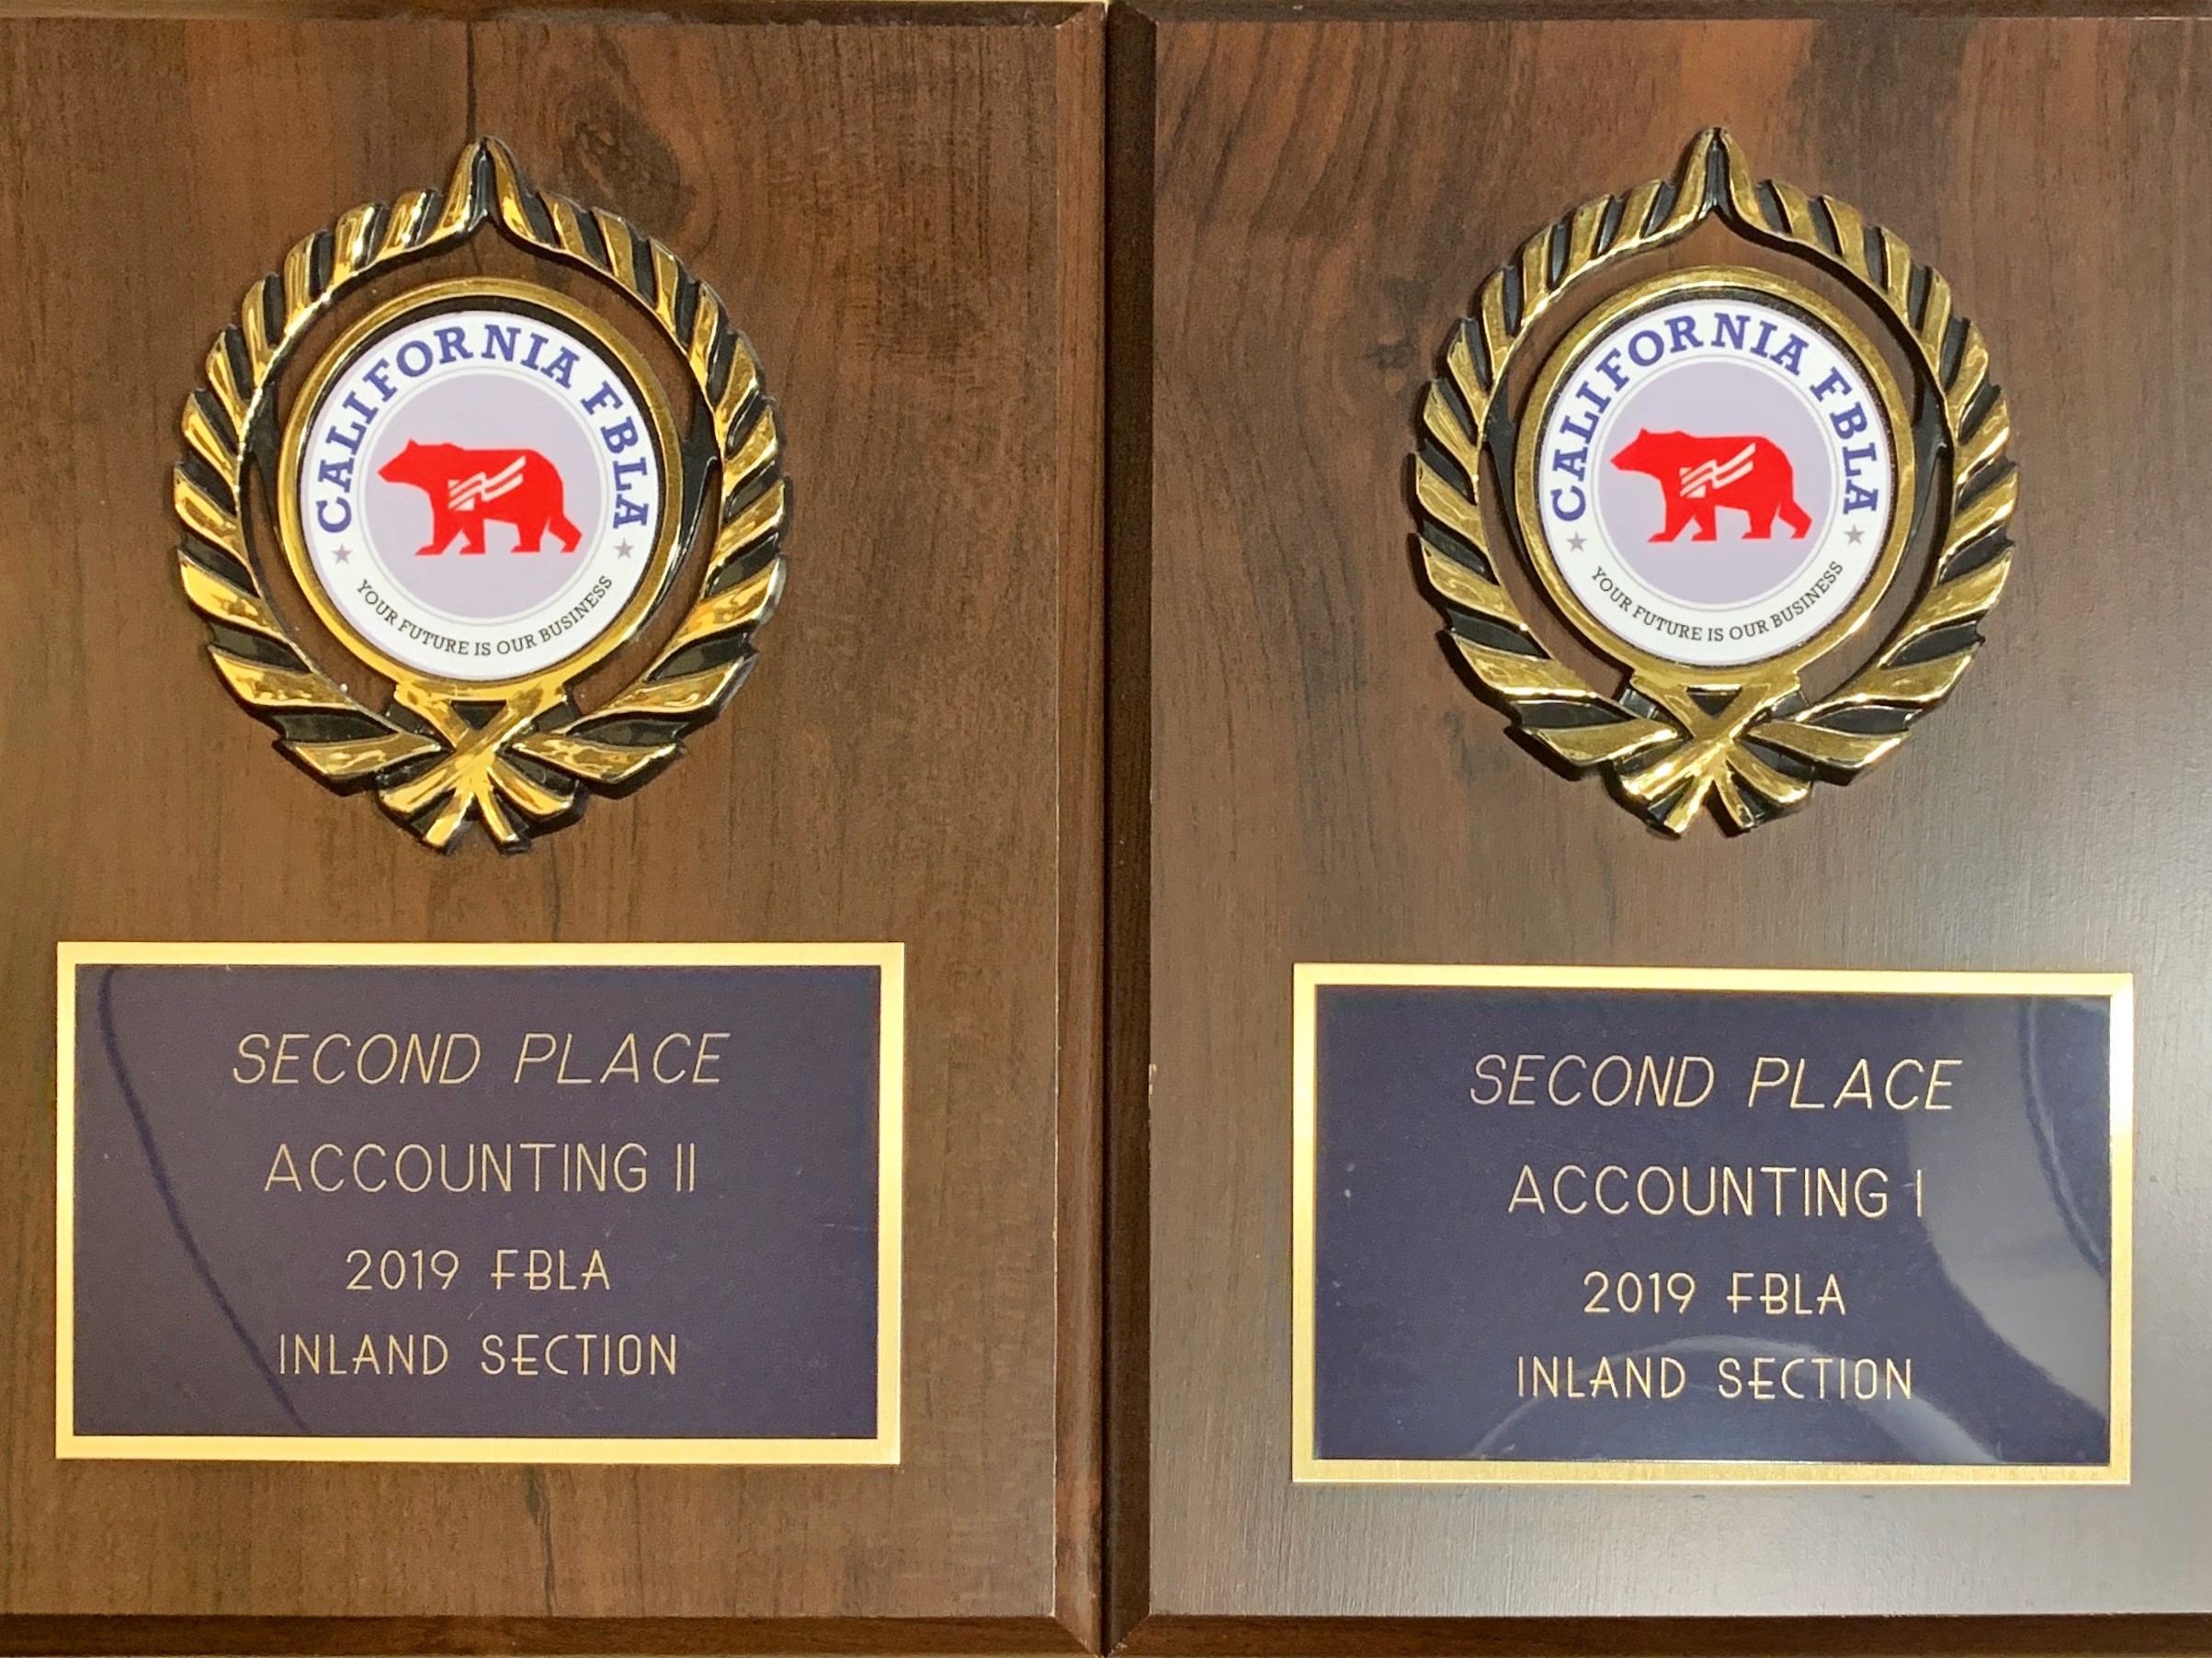 CALIFORNIA FBLA
YOUR FUTURE IS OUR BUSINESS
SECOND PLACE
ACCOUNTING II
2019 FBLA
INLAND SECTION
CALIFORNIA FBLA
YOUR FUTURE IS OUR BUSINESS
SECOND PLACE
ACCOUNTING I
2019 FBLA
INLAND SECTION